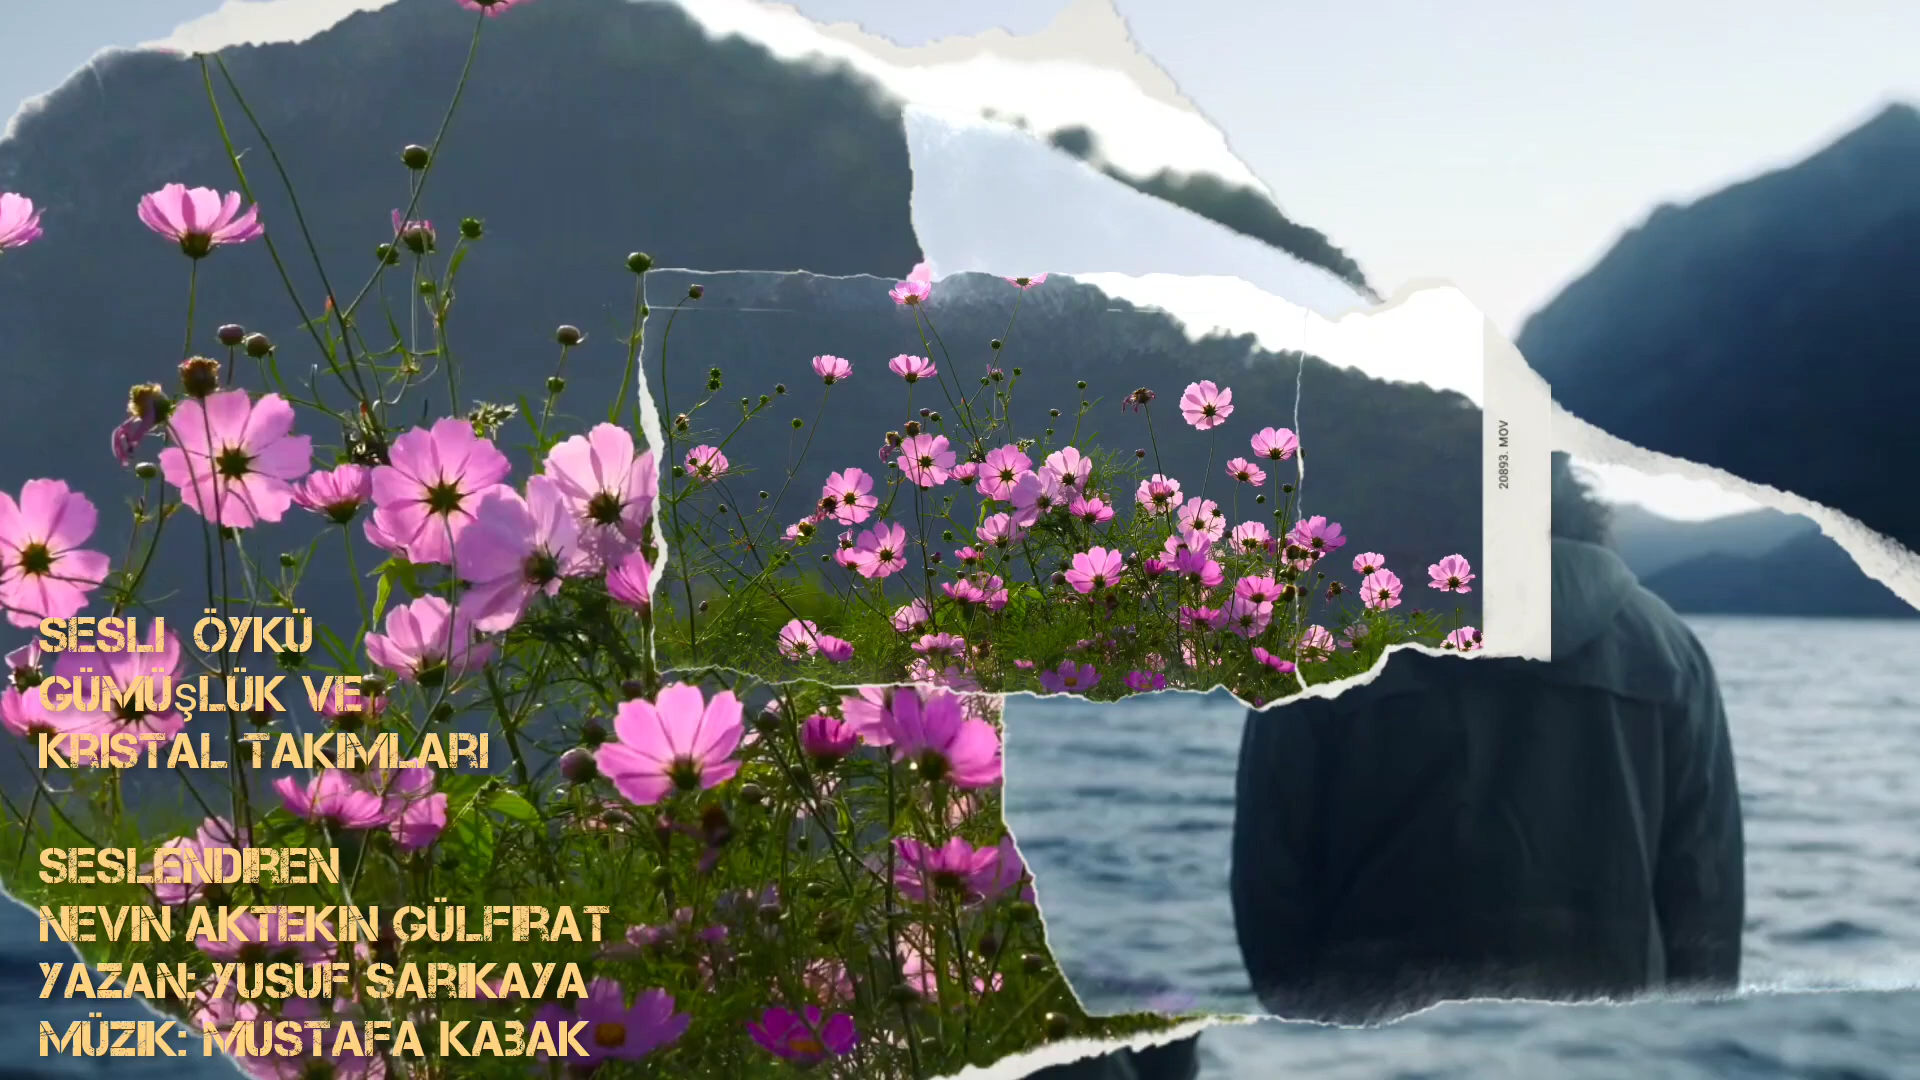 SESLI ÖYKÜ
GÜMÜŞLÜK VE
KRISTAL TAKIMLARI
SESLENDIREN
NEVIN AKTEKIN GÜLFIRAT
YAZAN: YUSUF SARIKAYA
MÜZIK: MUSTAFA KABAK
20893. MOV